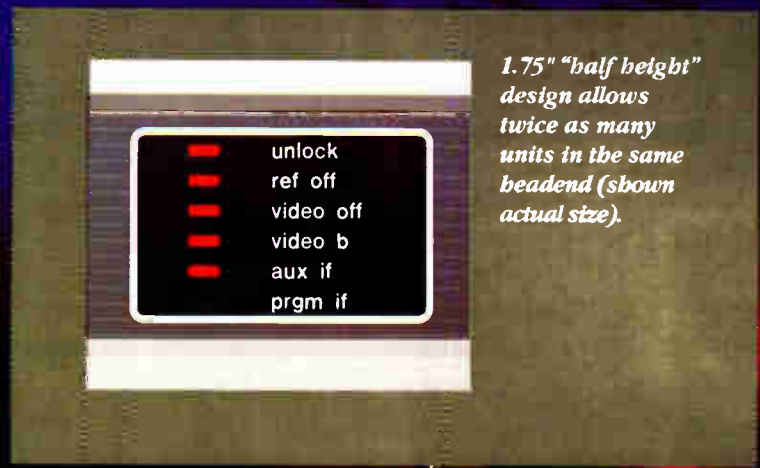 1.75" “half height”
design allows
twice as many
units in the same
headend (shown
actual size).
unlock
ref off
video off
video b
aux if
prgm if